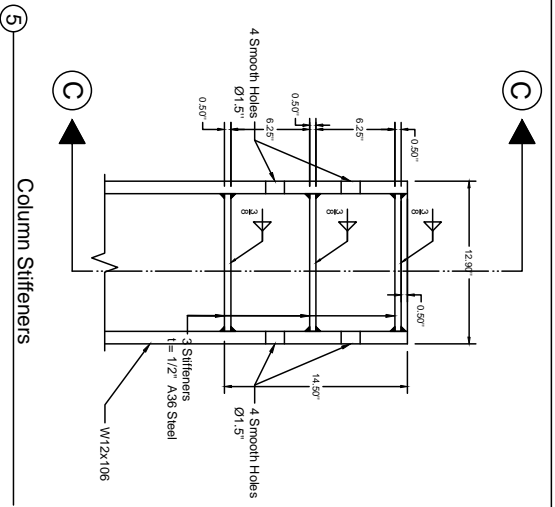 4 Smooth Holes
Ø1.5"
0.50"
6.25"
0.50"
6.25"
0.50"
C
C
3
8
3
8
3
8
12.90"
0.50"
14.50"
3 Stiffeners
t = 1/2" A36 Steel
4 Smooth Holes
Ø1.5"
W12x106
5
Column Stiffeners